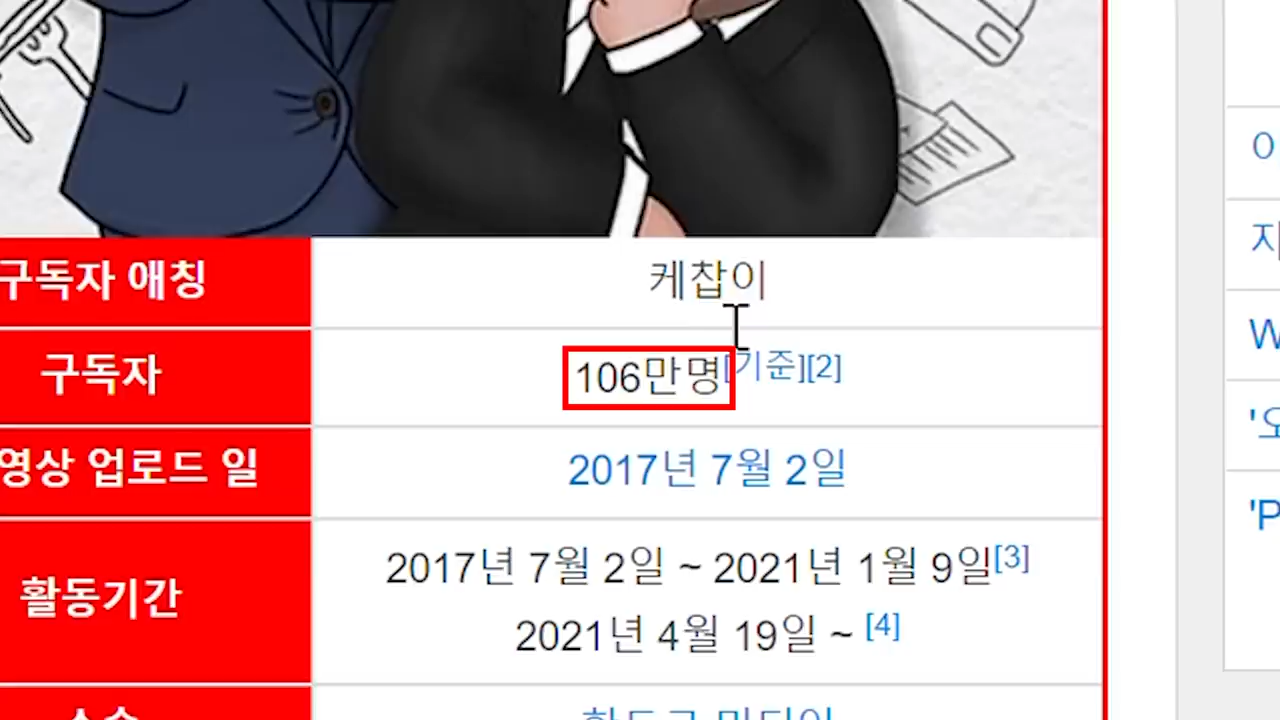 구독자 애칭
케찹이
구독자
106만명[기준][2]
영상 업로드 일
2017년 7월 2일
활동기간
2017년 7월 2일 ~ 2021년 1월 9일[3]
2021년 4월 19일 ~ [4]
W
'P